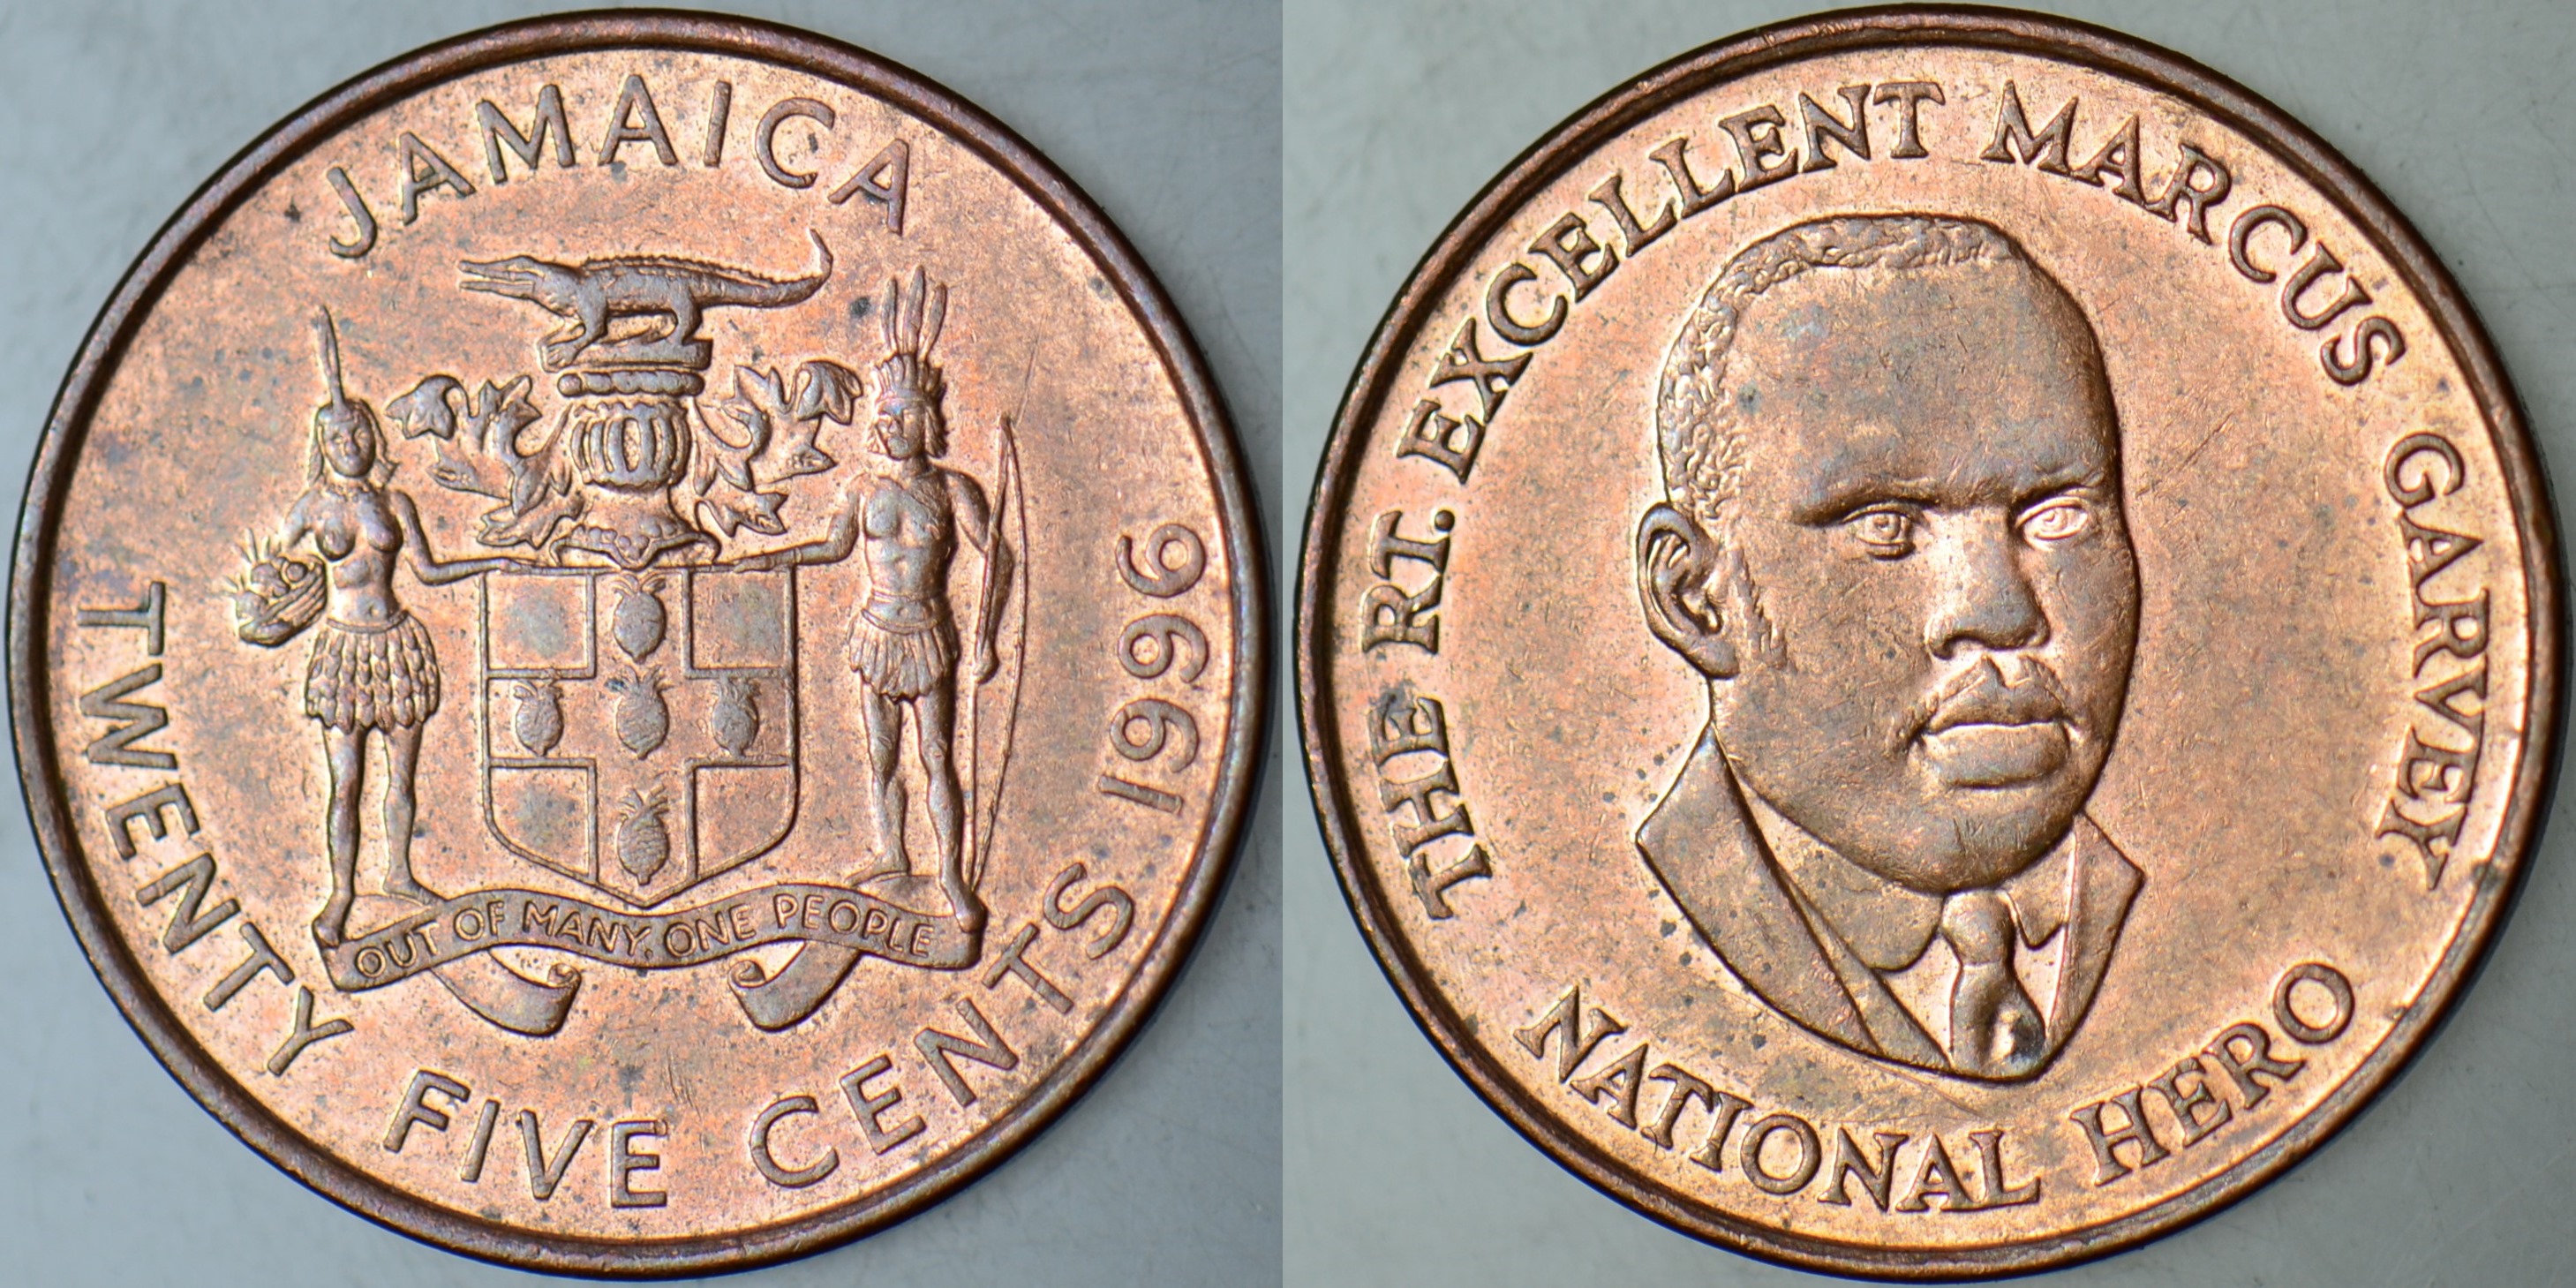 JAMAICA
TWENTY FIVE CENTS
1996
OUT OF MANY, ONE PEOPLE
THE RT. EXCELLENT MARCUS GARVEY
NATIONAL HERO